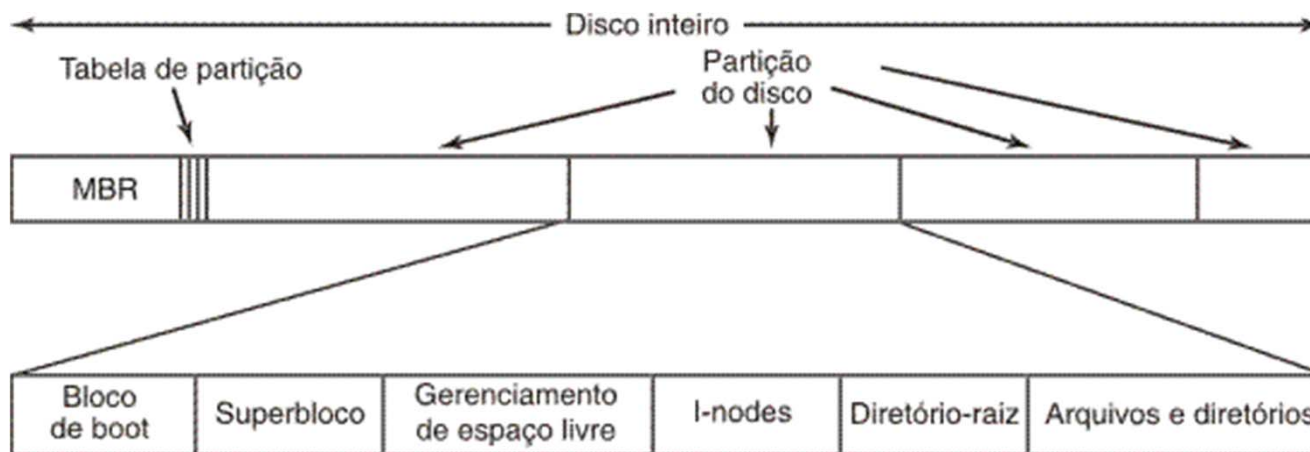 Disco inteiro
Tabela de partição
Partição
do disco
MBR
Bloco
de boot
Superbloco
Gerenciamento
de espaço livre
I-nodes
Diretório-raiz
Arquivos e diretórios